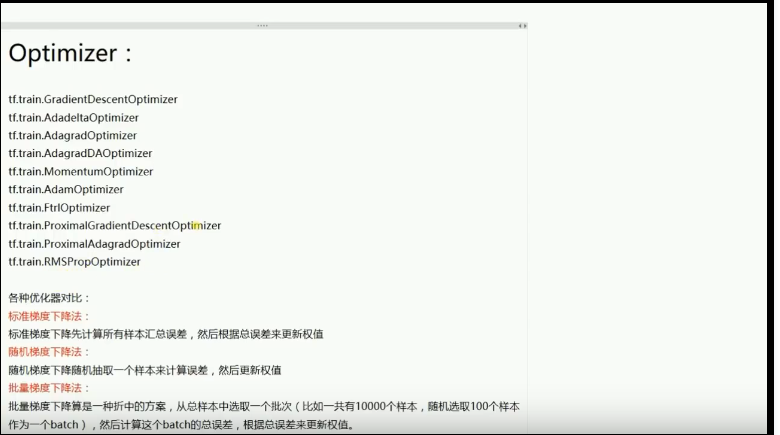 Optimizer：
tf.train.GradientDescentOptimizer
tf.train.AdadeltaOptimizer
tf.train.AdagradOptimizer
tf.train.AdagradDAOptimizer
tf.train.MomentumOptimizer
tf.train.AdamOptimizer
tf.train.FtrlOptimizer
tf.train.ProximalGradientDescentOptimizer
tf.train.ProximalAdagradOptimizer
tf.train.RMSPropOptimizer
各种优化器对比：
标准梯度下降法：
标准梯度下降先计算所有样本汇总误差，然后根据总误差来更新权值
随机梯度下降法：
随机梯度下降随机抽取一个样本来计算误差，然后更新权值
批量梯度下降法：
批量梯度下降算是一种折中的方案，从总样本中选取一个批次（比如一共有10000个样本，随机选取100个样本
作为一个batch），然后计算这个batch的总误差，根据总误差来更新权值。